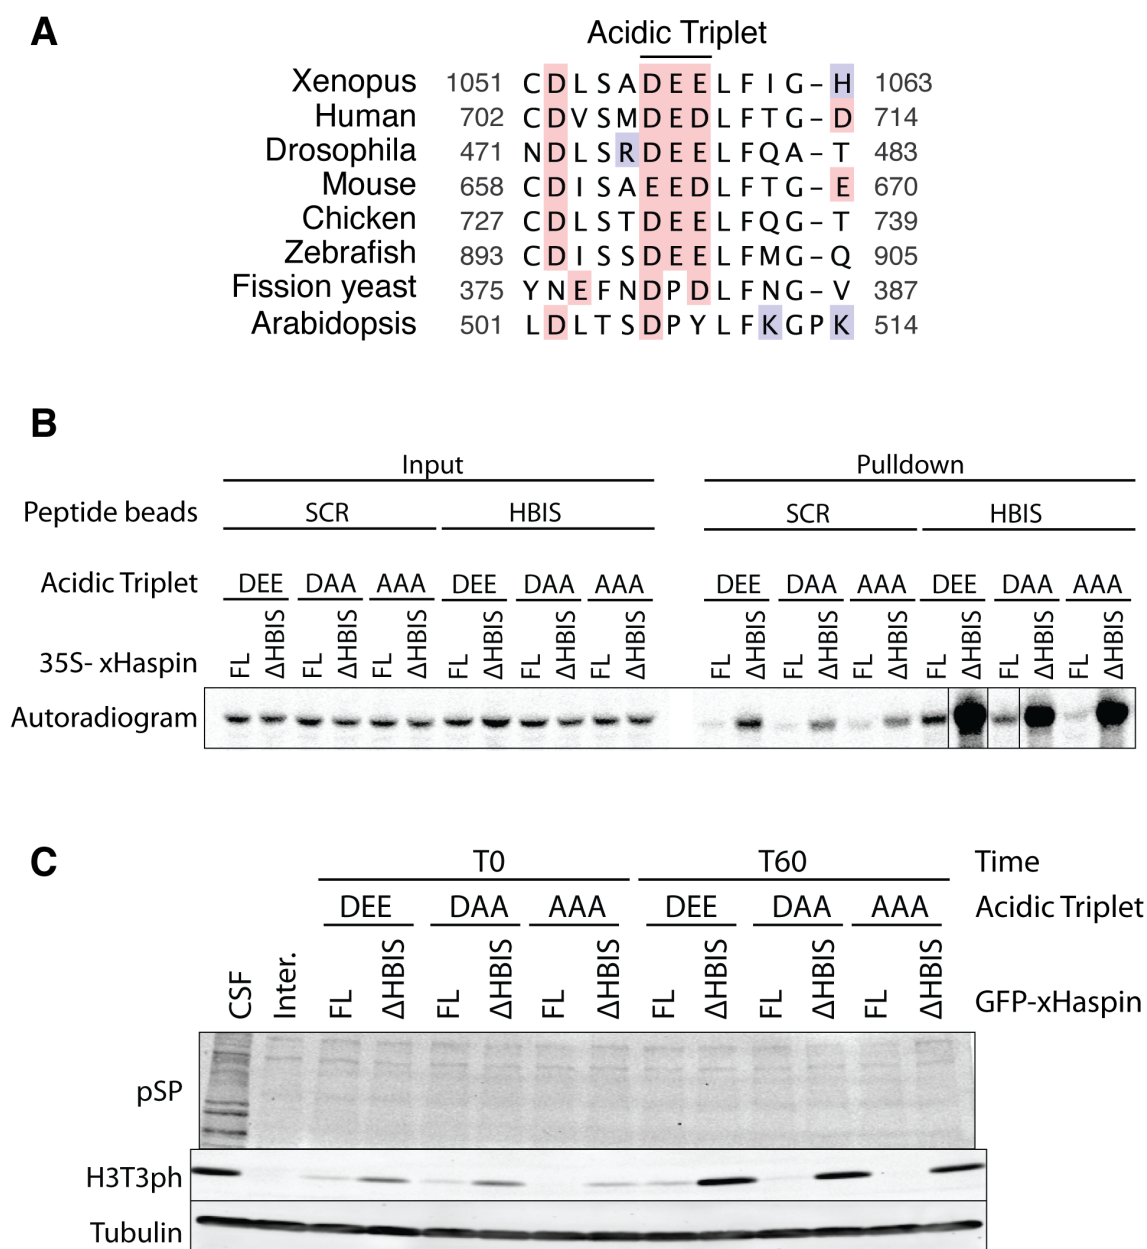 A
Acidic Triplet
Xenopus 1051 C D L S A D E E L F I G – H 1063
Human 702 C D V S M D E D L F T G – D 714
Drosophila 471 N D L S R D E E L F Q A – T 483
Mouse 658 C D I S A E E D L F T G – E 670
Chicken 727 C D L S T D E E L F Q G – T 739
Zebrafish 893 C D I S S D E E L F M G – Q 905
Fission yeast 375 Y N E F N D P D L F N G – V 387
Arabidopsis 501 L D L T S D P Y L F K G P K 514
B
Input Pulldown
Peptide beads SCR HBIS SCR HBIS
Acidic Triplet DEE DAA AAA DEE DAA AAA DEE DAA AAA DEE DAA AAA
35S- xHaspin FL ΔHBIS FL ΔHBIS FL ΔHBIS FL ΔHBIS FL ΔHBIS FL ΔHBIS FL ΔHBIS FL ΔHBIS FL ΔHBIS FL ΔHBIS FL ΔHBIS FL ΔHBIS
Autoradiogram
C
T0 T60 Time
DEE DAA AAA DEE DAA AAA Acidic Triplet
CSF Inter. FL ΔHBIS FL ΔHBIS FL ΔHBIS FL ΔHBIS FL ΔHBIS FL ΔHBIS GFP-xHaspin
pSP
H3T3ph
Tubulin